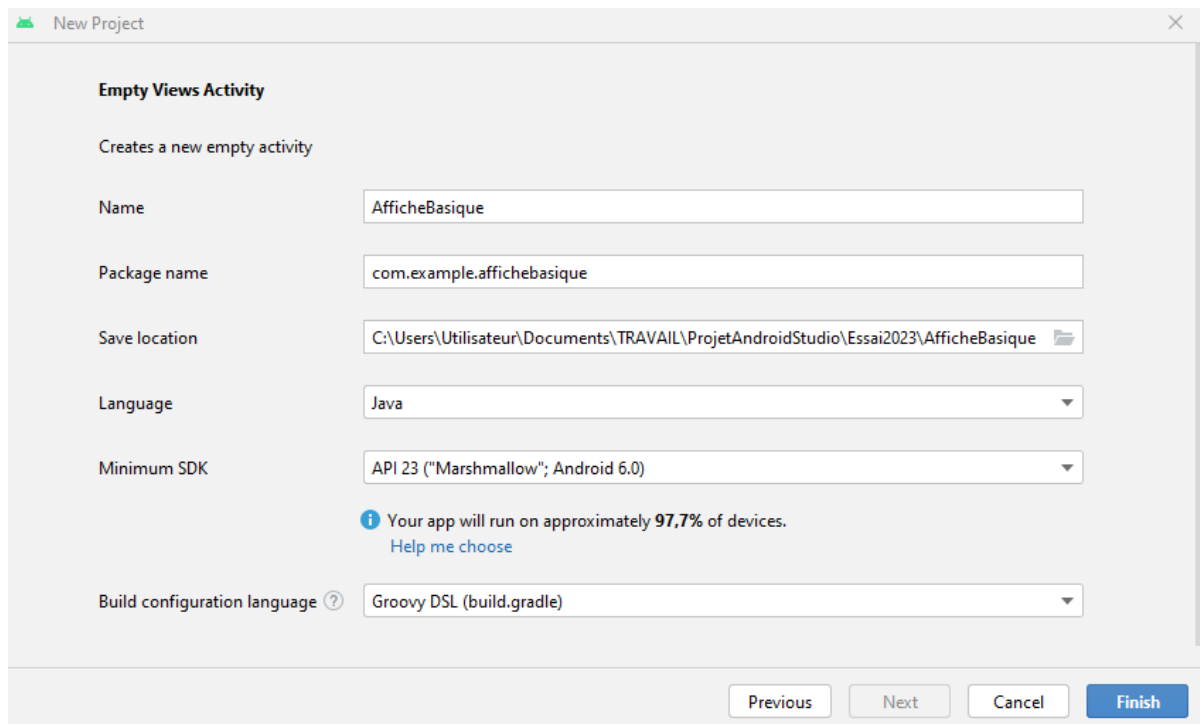 New Project
Empty Views Activity
Creates a new empty activity
Name
AfficheBasique
Package name
com.example.affichebasique
Save location
C:\Users\Utilisateur\Documents\TRAVAIL\ProjetAndroidStudio\Essai2023\AfficheBasique
Language
Java
Minimum SDK
API 23 ("Marshmallow"; Android 6.0)
Your app will run on approximately 97,7% of devices.
Help me choose
Build configuration language ?
Groovy DSL (build.gradle)
Previous
Next
Cancel
Finish